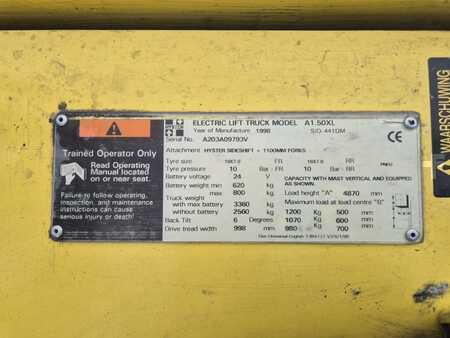 Trained Operator Only
Read Operating
Manual located
on or near seat
Failure to follow operating,
inspection, and maintenance
instructions can cause
serious injury or death!
HYSTER
ELECTRIC LIFT TRUCK MODEL A1.50XL
Year of Manufacture 1998 S/O 441DM
Serial No. A203A09793V
CE
Attachment HYSTER SIDESHIFT + 1100MM FORKS
Tyre size FR RR
Tyre pressure 10 Bar - FR 10 Bar - RR
Battery voltage 24 V
CAPACITY WITH MAST VERTICAL AND EQUIPPED AS SHOWN
Battery weight min 620 kg
max 800 kg
Load height "A" 4870 mm
Truck weight
Maximum load at load centre "B"
with max battery 3360 kg
without battery 2560 kg
1200 Kg 500 mm
Back tilt 6 Degrees
1070 Kg 600 mm
Drive tread width 998 mm
980 Kg 700 mm
WAARSCHUWING